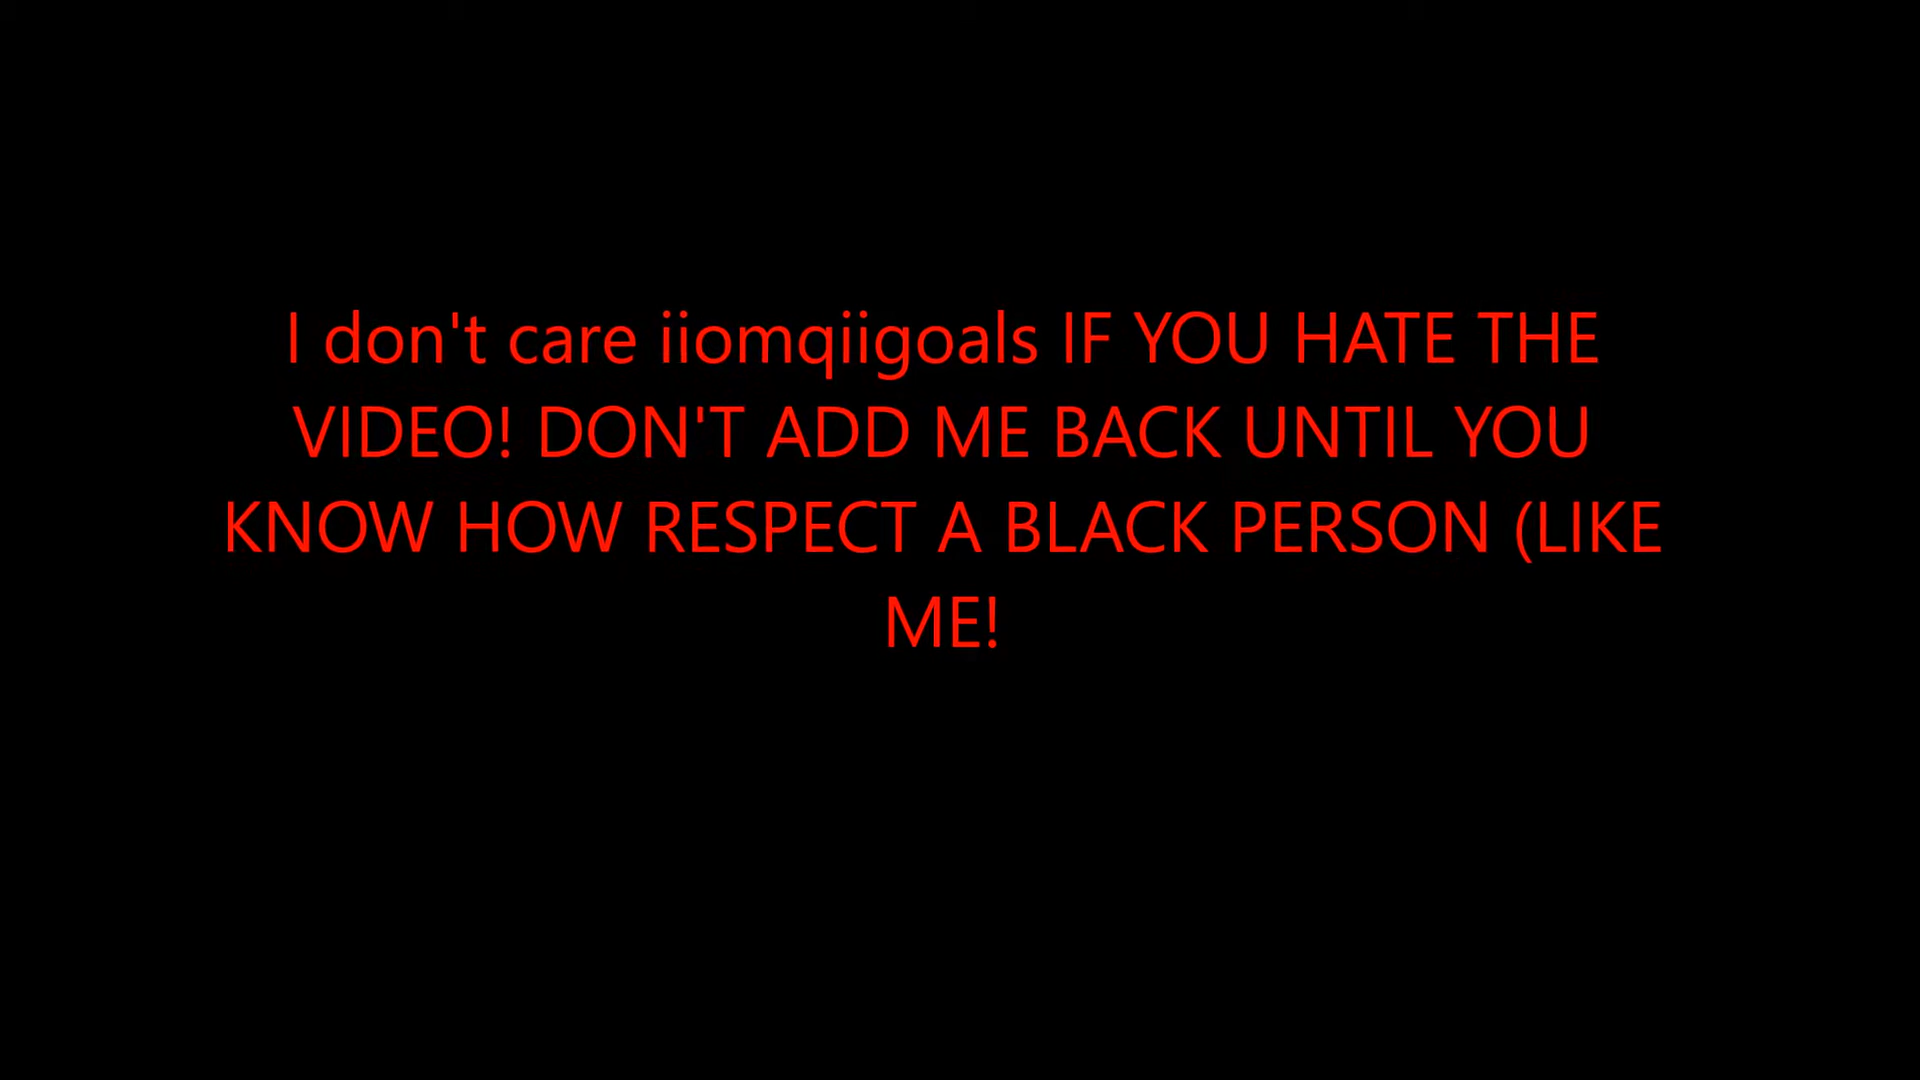 I don't care iiomqiigoals IF YOU HATE THE
VIDEO! DON'T ADD ME BACK UNTIL YOU
KNOW HOW RESPECT A BLACK PERSON (LIKE
ME!